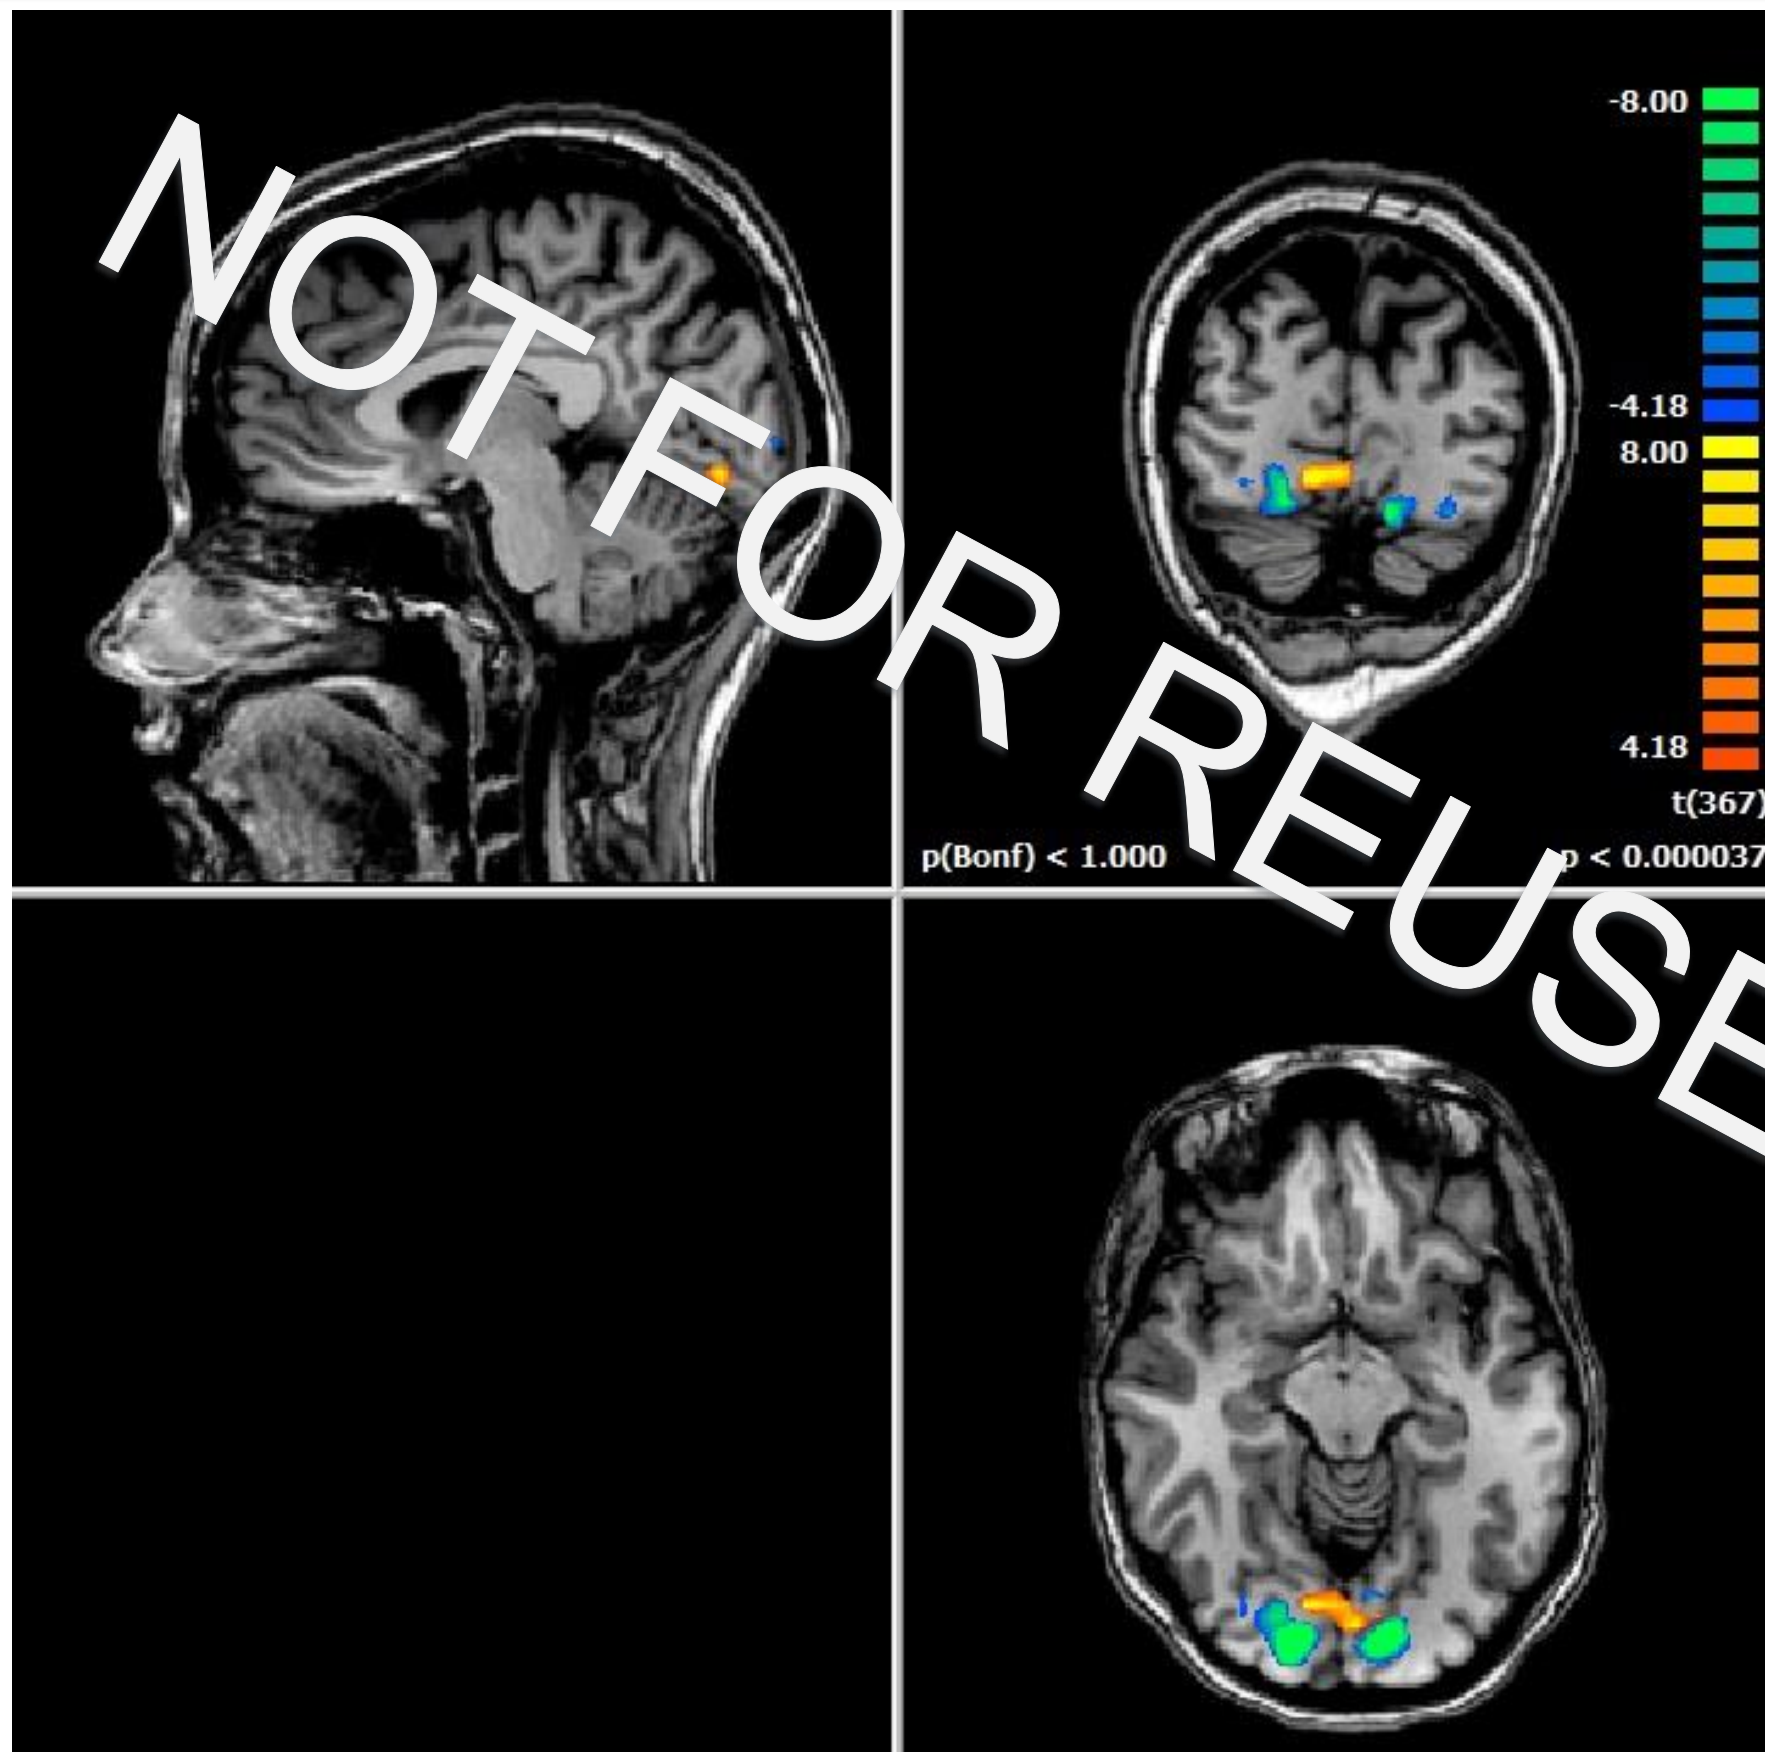 NOT FOR REUSE
-8.00
-4.18
8.00
4.18
t(367)
p(Bonf) < 1.000
p < 0.000037